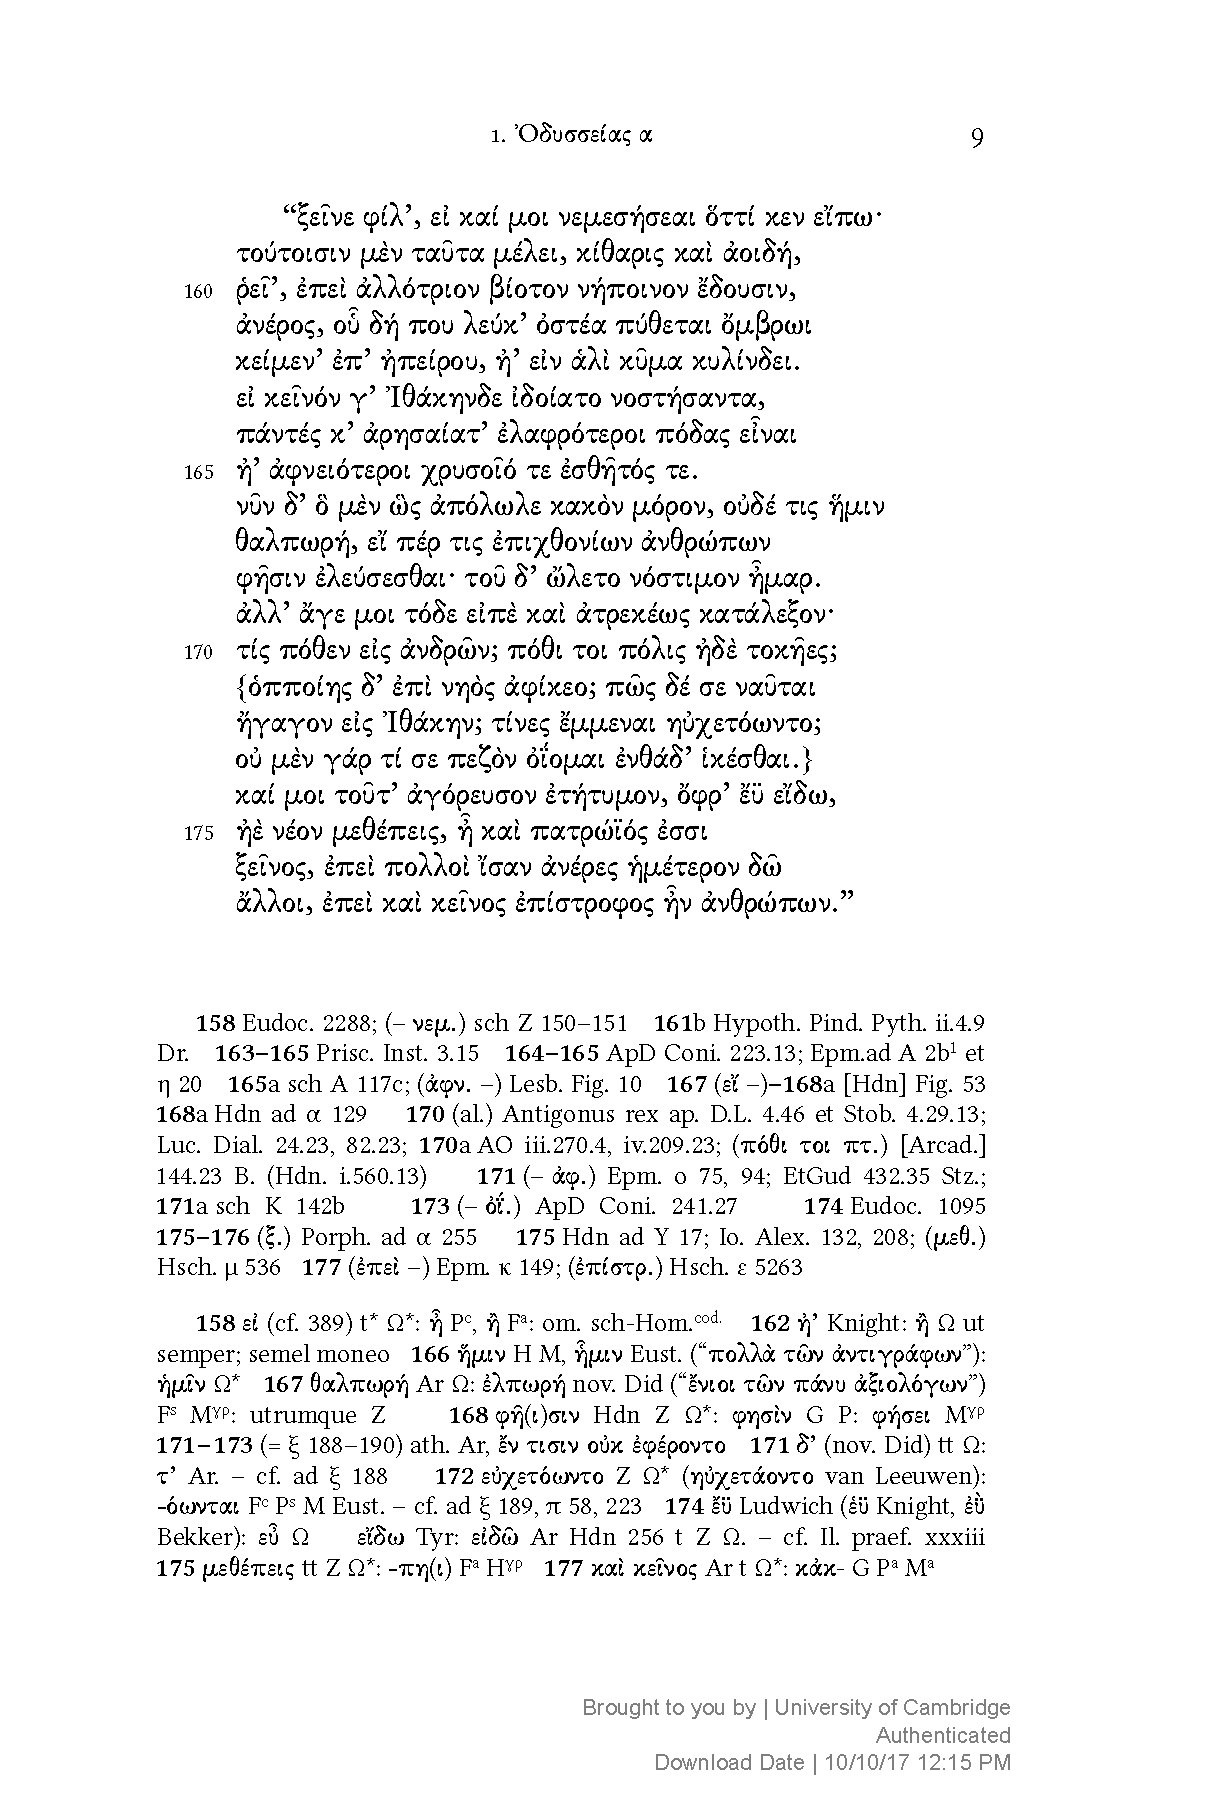 1. Ὀδυσσείας α 9
“ξεῖνε φίλ’, εἰ καί μοι νεμεσήσεαι ὅττί κεν εἴπω·
τούτοισιν μὲν ταῦτα μέλει, κίθαρις καὶ ἀοιδή,
160 ῥεῖ’, ἐπεὶ ἀλλότριον βίοτον νήποινον ἔδουσιν,
ἀνέρος, οὗ δή που λεύκ’ ὀστέα πύθεται ὄμβρωι
κείμεν’ ἐπ’ ἠπείρου, ἠ’ εἰν ἁλὶ κῦμα κυλίνδει.
εἰ κεῖνόν γ’ Ἰθάκηνδε ἰδοίατο νοστήσαντα,
πάντές κ’ ἀρησαίατ’ ἐλαφρότεροι πόδας εἶναι
165 ἠ’ ἀφνειότεροι χρυσοῖό τε ἐσθῆτός τε.
νῦν δ’ ὃ μὲν ὣς ἀπόλωλε κακὸν μόρον, οὐδέ τις ἥμιν
θαλπωρή, εἴ πέρ τις ἐπιχθονίων ἀνθρώπων
φῆσιν ἐλεύσεσθαι· τοῦ δ’ ὤλετο νόστιμον ἦμαρ.
ἀλλ’ ἄγε μοι τόδε εἰπὲ καὶ ἀτρεκέως κατάλεξον·
170 τίς πόθεν εἰς ἀνδρῶν; πόθι τοι πόλις ἠδὲ τοκῆες;
{ὁπποίης δ’ ἐπὶ νηὸς ἀφίκεο; πῶς δέ σε ναῦται
ἤγαγον εἰς Ἰθάκην; τίνες ἔμμεναι ηὐχετόωντο;
οὐ μὲν γάρ τί σε πεζὸν ὀΐομαι ἐνθάδ’ ἱκέσθαι.}
καί μοι τοῦτ’ ἀγόρευσον ἐτήτυμον, ὄφρ’ ἔϋ εἴδω,
175 ἠὲ νέον μεθέπεις, ἦ καὶ πατρώϊός ἐσσι
ξεῖνος, ἐπεὶ πολλοὶ ἴσαν ἀνέρες ἡμέτερον δῶ
ἄλλοι, ἐπεὶ καὶ κεῖνος ἐπίστροφος ἦν ἀνθρώπων.”
158 Eudoc. 2288; (– νεμ.) sch Z 150–151 161b Hypoth. Pind. Pyth. ii.4.9
Dr. 163–165 Prisc. Inst. 3.15 164–165 ApD Coni. 223.13; Epm.ad A 2b¹ et
η 20 165a sch A 117c; (ἀφν. –) Lesb. Fig. 10 167 (εἴ –)–168a [Hdn] Fig. 53
168a Hdn ad α 129 170 (al.) Antigonus rex ap. D.L. 4.46 et Stob. 4.29.13;
Luc. Dial. 24.23, 82.23; 170a AO iii.270.4, iv.209.23; (πόθι τοι πτ.) [Arcad.]
144.23 B. (Hdn. i.560.13) 171 (– ἀφ.) Epm. ο 75, 94; EtGud 432.35 Stz.;
171a sch K 142b 173 (– ὀΐ.) ApD Coni. 241.27 174 Eudoc. 1095
175–176 (ξ.) Porph. ad α 255 175 Hdn ad Υ 17; Io. Alex. 132, 208; (μεθ.)
Hsch. μ 536 177 (ἐπεὶ –) Epm. κ 149; (ἐπίστρ.) Hsch. ε 5263
158 εἰ (cf. 389) t* Ω*: ἦ Pᶜ, ἢ Fᵃ: om. sch-Hom.ᶜᵒᵈ· 162 ἠ’ Knight: ἢ Ω ut
semper; semel moneo 166 ἥμιν H M, ἧμιν Eust. (“πολλὰ τῶν ἀντιγράφων”):
ἡμῖν Ω* 167 θαλπωρή Ar Ω: ἐλπωρή nov. Did (“ἔνιοι τῶν πάνυ ἀξιολόγων”)
Fˢ Mᵞᵖ: utrumque Z 168 φῆ(ι)σιν Hdn Z Ω*: φησὶν G P: φήσει Mᵞᵖ
171–173 (= ξ 188–190) ath. Ar, ἔν τισιν οὐκ ἐφέροντο 171 δ’ (nov. Did) tt Ω:
τ’ Ar. – cf. ad ξ 188 172 εὐχετόωντο Z Ω* (ηὐχετάοντο van Leeuwen):
-όωνται Fᶜ Pˢ M Eust. – cf. ad ξ 189, π 58, 223 174 ἔϋ Ludwich (ἐΰ Knight, ἐῢ
Bekker): εὖ Ω εἴδω Tyr: εἰδῶ Ar Hdn 256 t Z Ω. – cf. Il. praef. xxxiii
175 μεθέπεις tt Z Ω*: -πη(ι) Fᵃ Hᵞᵖ 177 καὶ κεῖνος Ar t Ω*: κἀκ- G Pᵃ Mᵃ
Brought to you by | University of Cambridge
Authenticated
Download Date | 10/10/17 12:15 PM